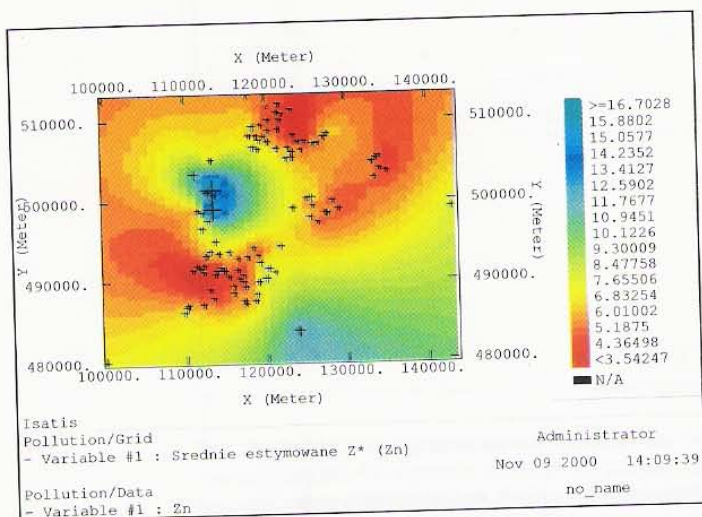 X (Meter)
100000. 110000. 120000. 130000. 140000.
510000.
500000.
490000.
480000.
Y (Meter)
510000.
500000.
490000.
480000.
Y (Meter)
100000. 110000. 120000. 130000. 140000.
X (Meter)
>=16.7028
15.8802
15.0577
14.2352
13.4127
12.5902
11.7677
10.9451
10.1226
9.30009
8.47758
7.65506
6.83254
6.01002
5.1875
4.36498
<3.54247
N/A
Isatis
Pollution/Grid
- Variable #1 : Srednie estymowane Z* (Zn)
Pollution/Data
- Variable #1 : Zn
Administrator
Nov 09 2000 14:09:39
no_name